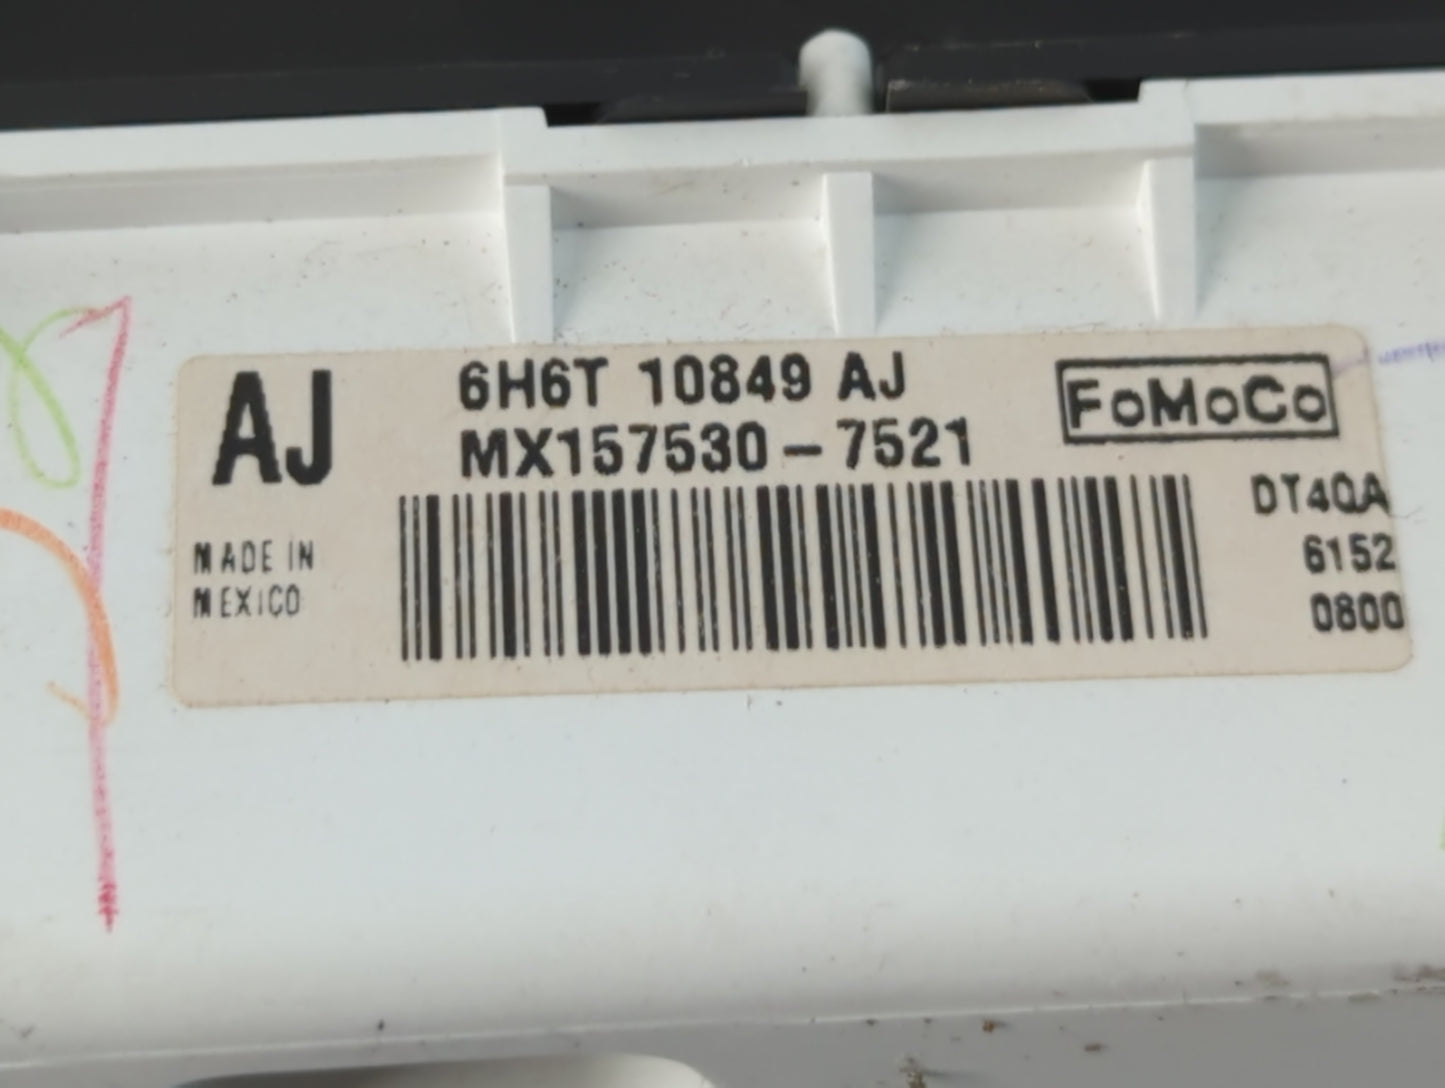 AJ
6H6T 10849 AJ
MX157530-7521
FoMoCo
MADE IN
MEXICO
DT4QA
6152
0800